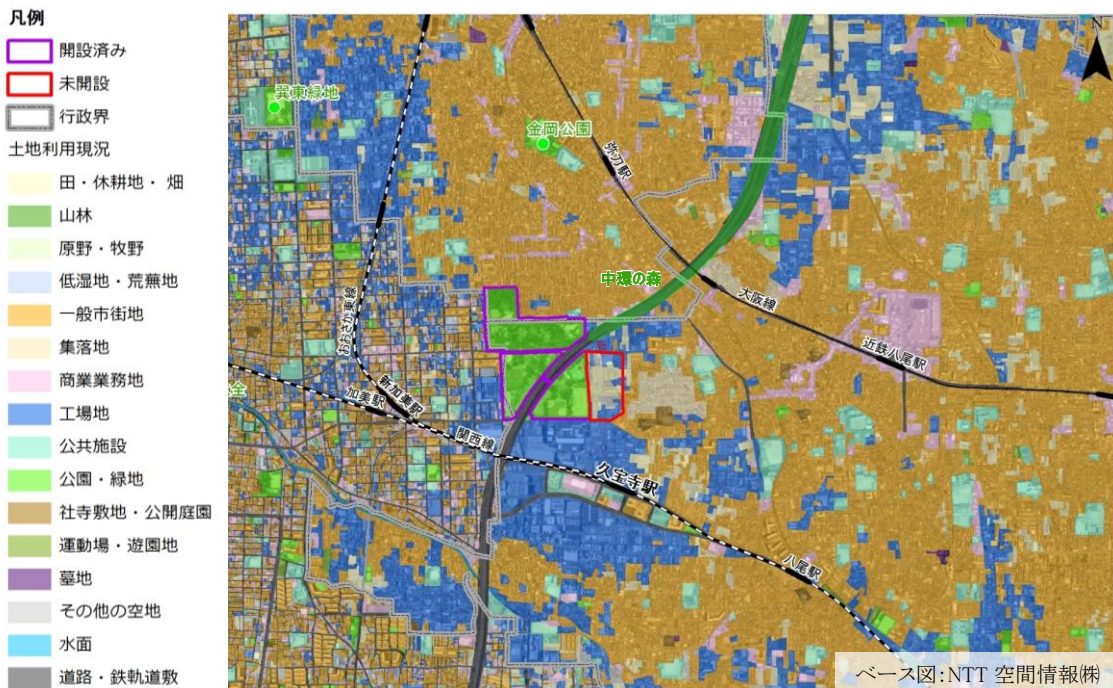 凡例
開設済み
未開設
行政界
土地利用現況
田・休耕地・ 畑
山林
原野・牧野
低湿地・荒蕪地
一般市街地
集落地
商業業務地
工場地
公共施設
公園・緑地
社寺敷地・公開庭園
運動場・遊園地
墓地
その他の空地
水面
道路・鉄軌道敷
N
巽東緑地
金岡公園
弥刀駅
中環の森
大阪線
近鉄八尾駅
おおさか東線
新加美駅
加美駅
全
関西線
久宝寺駅
八尾駅
ベース図:NTT 空間情報㈱